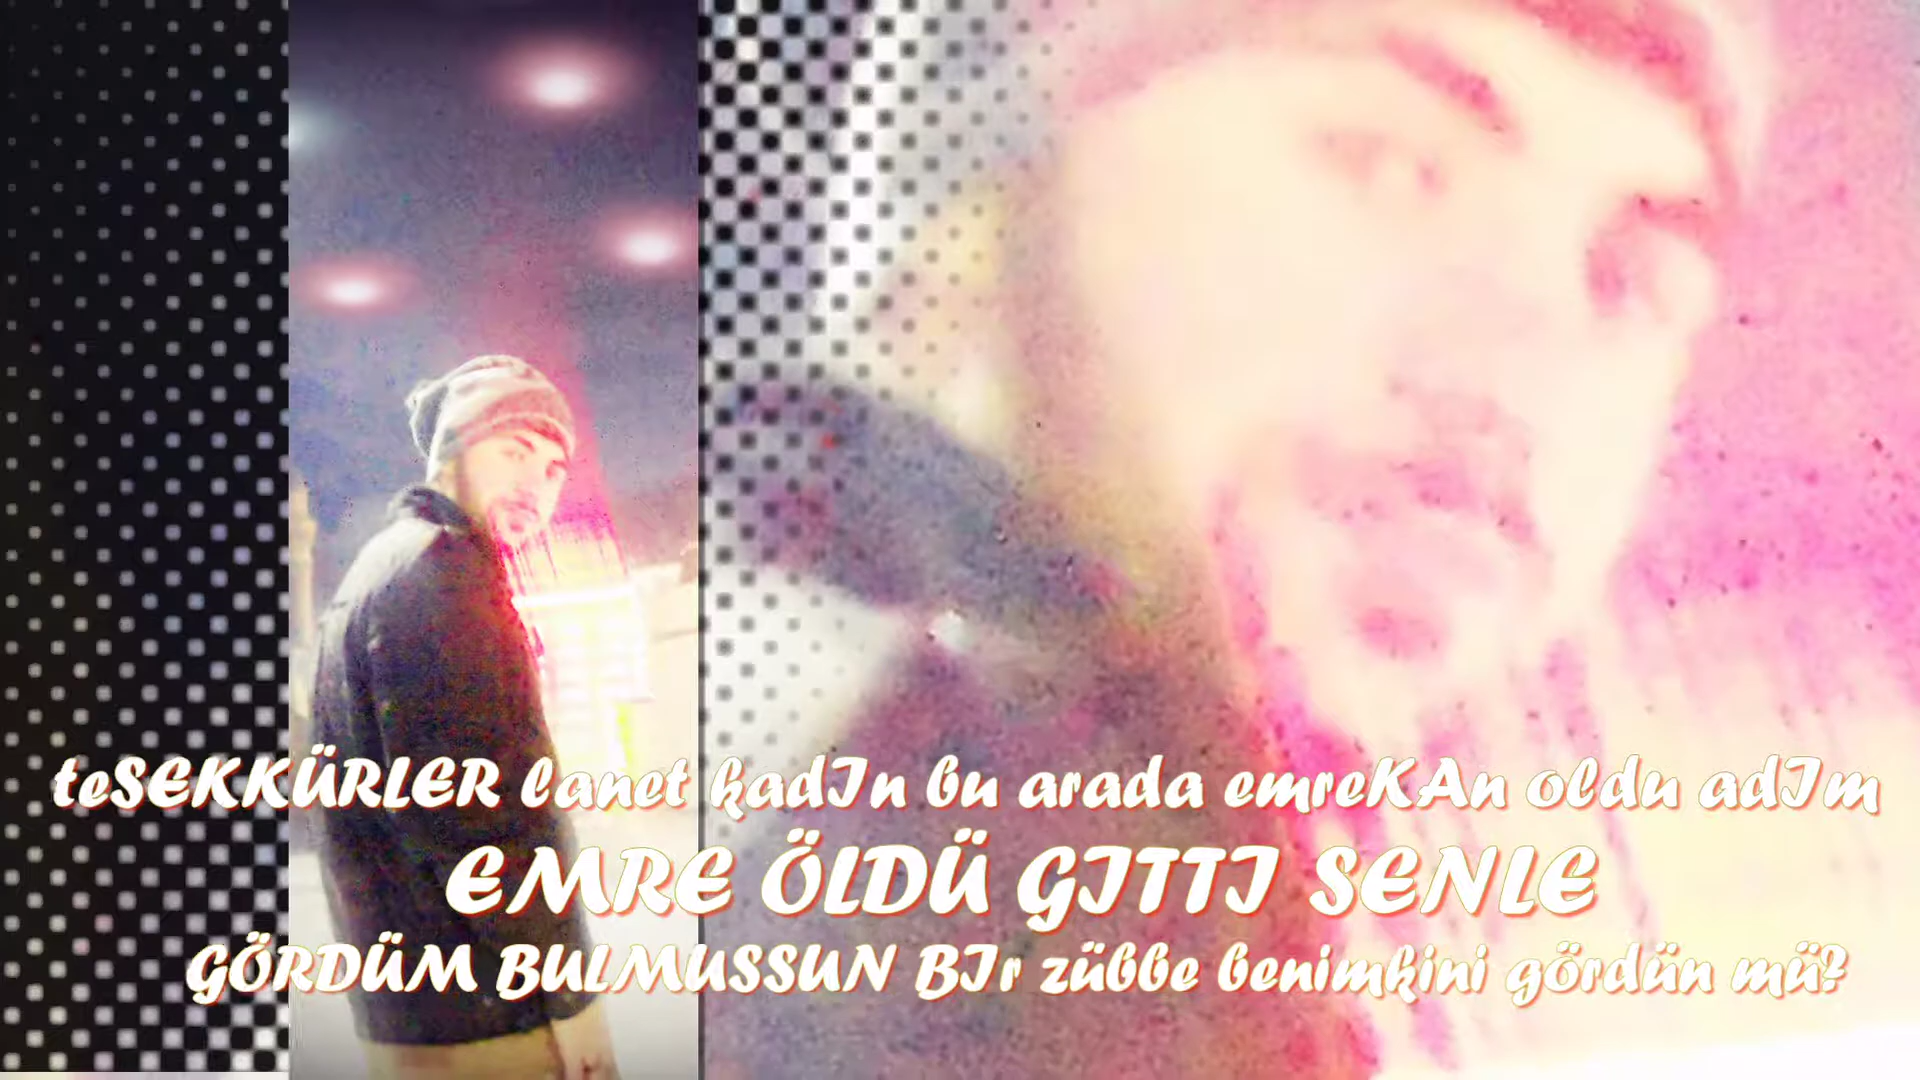 teSEKKÜRLER lanet kadIn bu arada emreKAn oldu adIm
EMRE ÖLDÜ GITTI SENLE
GÖRDÜM BULMUSSUN BIr zübbe benimkini gördün mü?